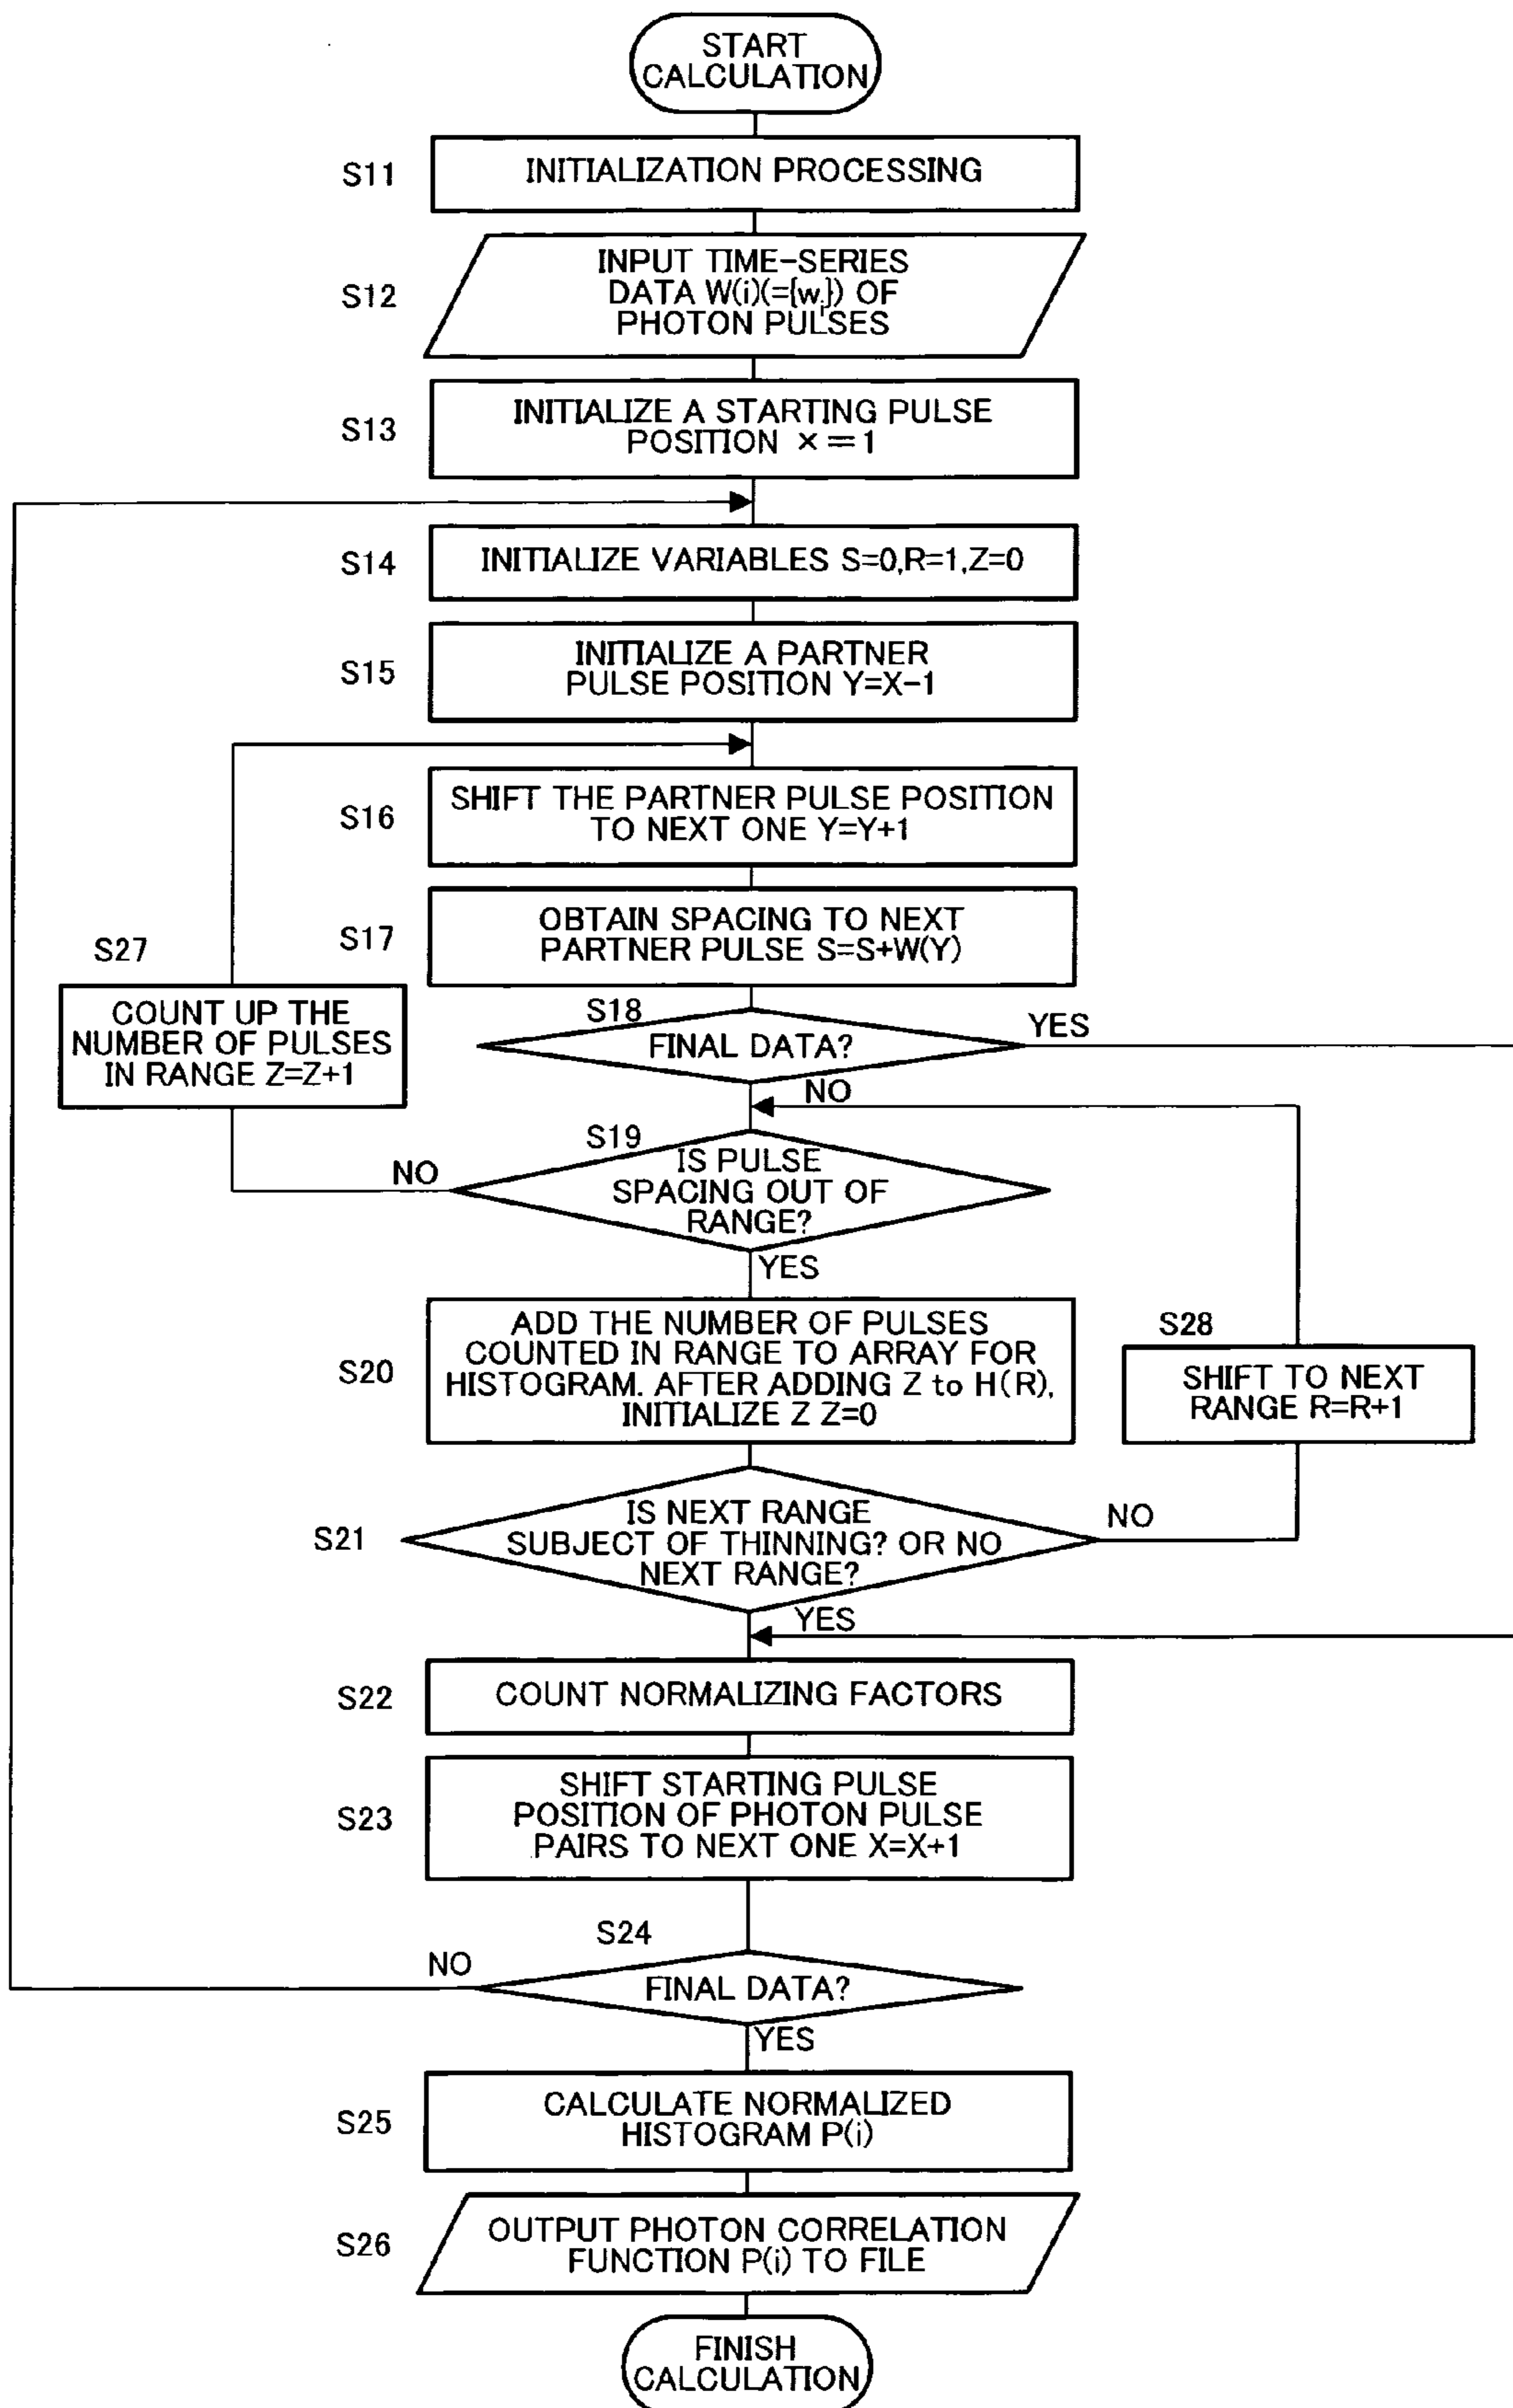 START
CALCULATION
S11
INITIALIZATION PROCESSING
S12
INPUT TIME-SERIES
DATA W(i)(={wi}) OF
PHOTON PULSES
S13
INITIALIZE A STARTING PULSE
POSITION x=1
S14
INITIALIZE VARIABLES S=0,R=1,Z=0
S15
INITIALIZE A PARTNER
PULSE POSITION Y=X-1
S16
SHIFT THE PARTNER PULSE POSITION
TO NEXT ONE Y=Y+1
S17
OBTAIN SPACING TO NEXT
PARTNER PULSE S=S+W(Y)
S27
COUNT UP THE
NUMBER OF PULSES
IN RANGE Z=Z+1
S18
FINAL DATA?
YES
NO
S19
IS PULSE
SPACING OUT OF
RANGE?
NO
YES
S20
ADD THE NUMBER OF PULSES
COUNTED IN RANGE TO ARRAY FOR
HISTOGRAM. AFTER ADDING Z to H(R),
INITIALIZE Z Z=0
S28
SHIFT TO NEXT
RANGE R=R+1
S21
IS NEXT RANGE
SUBJECT OF THINNING? OR NO
NEXT RANGE?
NO
YES
S22
COUNT NORMALIZING FACTORS
S23
SHIFT STARTING PULSE
POSITION OF PHOTON PULSE
PAIRS TO NEXT ONE X=X+1
S24
NO
FINAL DATA?
YES
S25
CALCULATE NORMALIZED
HISTOGRAM P(i)
S26
OUTPUT PHOTON CORRELATION
FUNCTION P(i) TO FILE
FINISH
CALCULATION